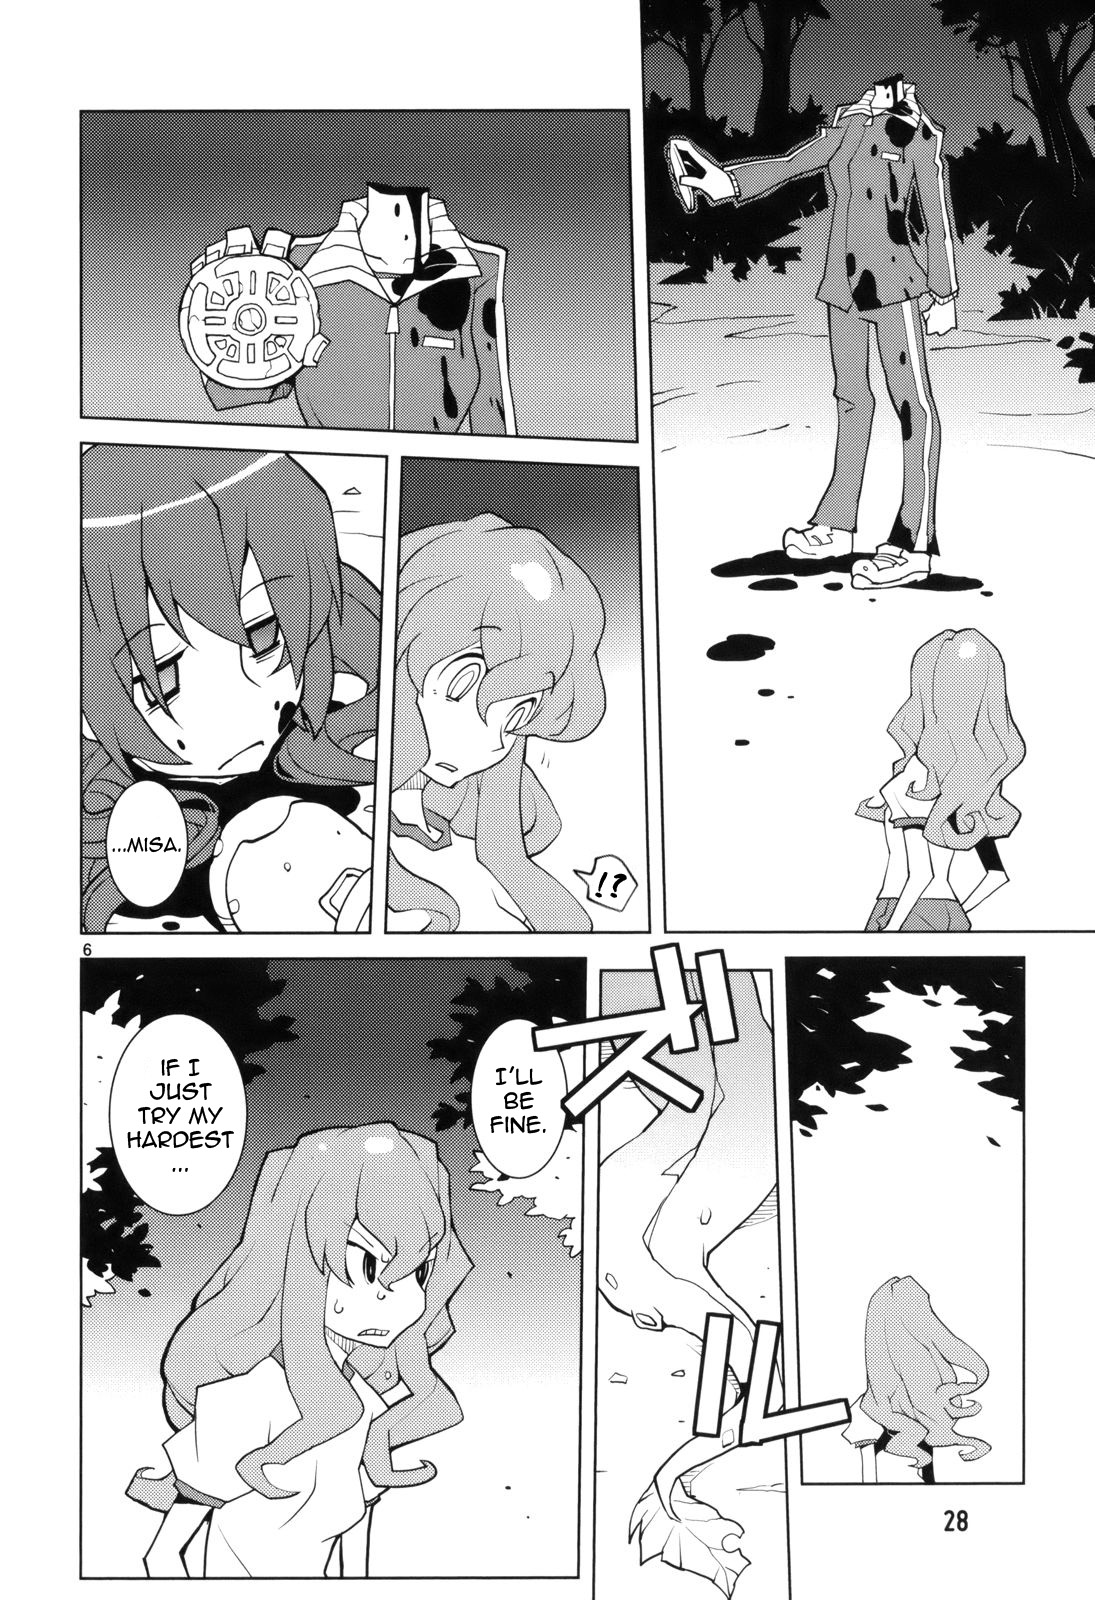 ...MISA.
!?
6
ズ
ル
I'LL
BE
FINE.
IF I
JUST
TRY MY
HARDEST
...
28